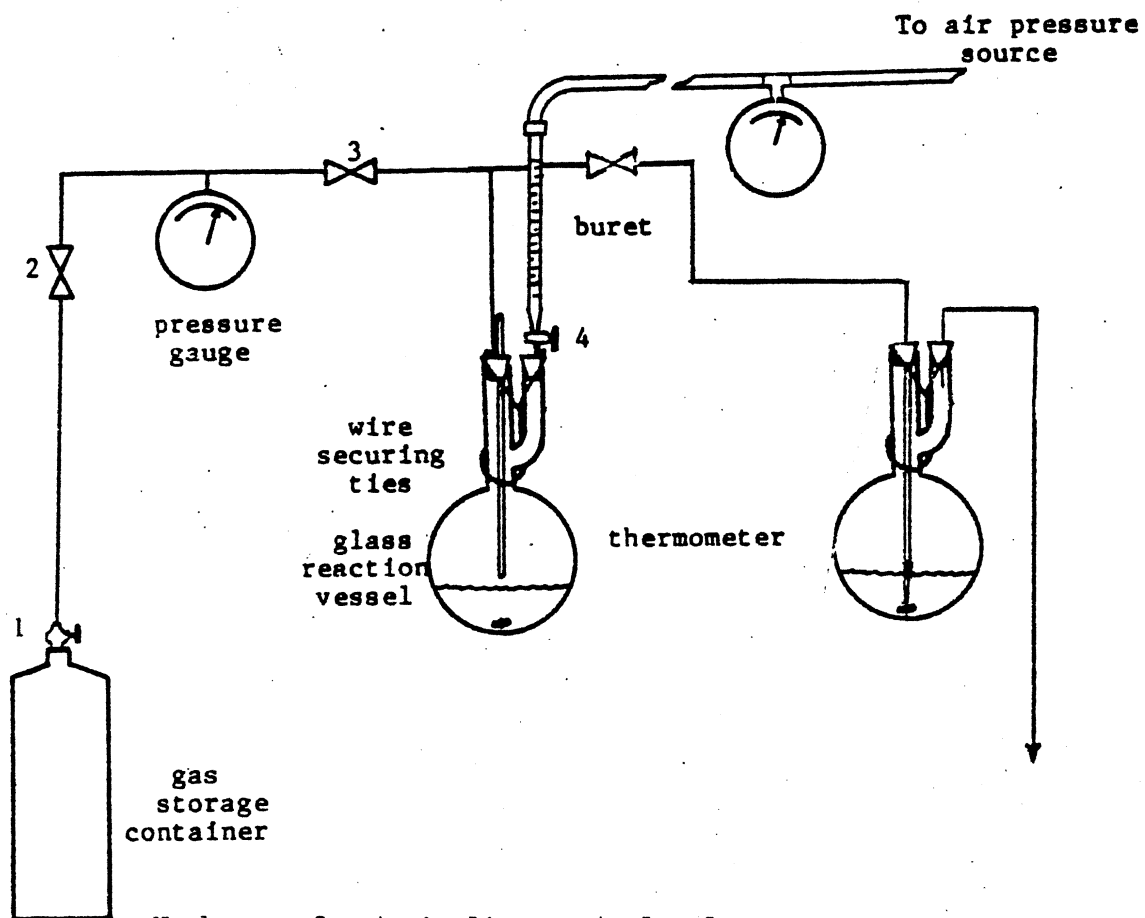 To air pressure
source
3
buret
2
pressure
gauge
4
wire
securing
ties
glass
reaction
vessel
thermometer
1
gas
storage
container